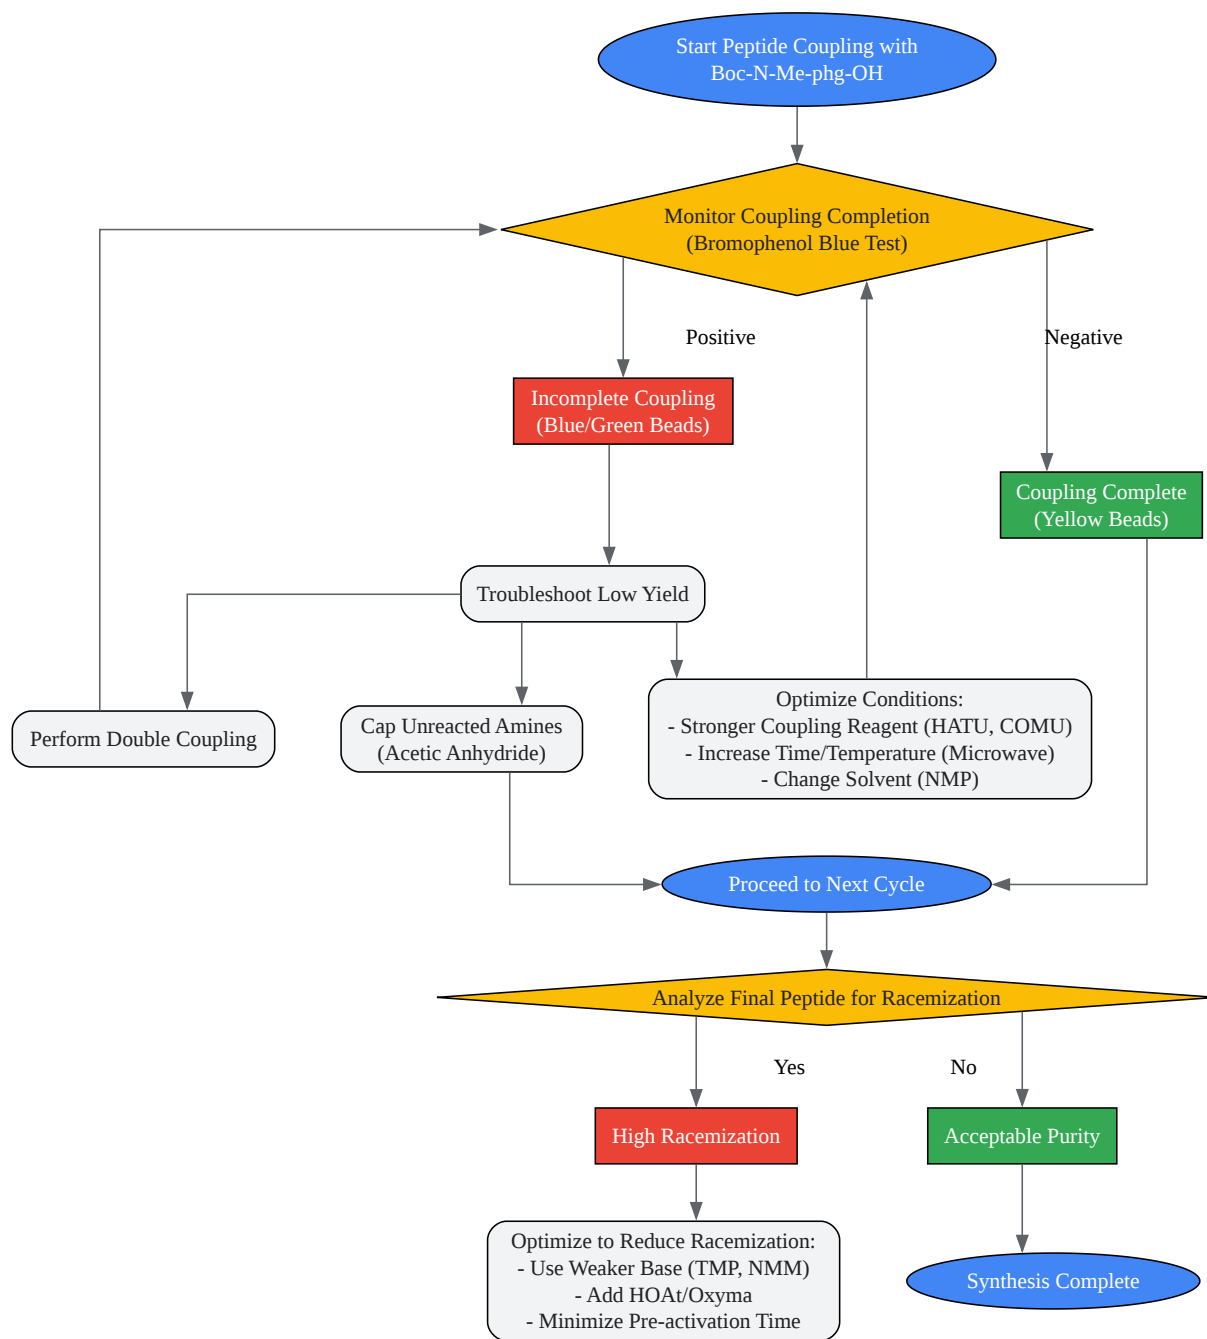 Start Peptide Coupling with
Boc-N-Me-phg-OH
Monitor Coupling Completion
(Bromophenol Blue Test)
Positive
Negative
Incomplete Coupling
(Blue/Green Beads)
Coupling Complete
(Yellow Beads)
Troubleshoot Low Yield
Perform Double Coupling
Cap Unreacted Amines
(Acetic Anhydride)
Optimize Conditions:
- Stronger Coupling Reagent (HATU, COMU)
- Increase Time/Temperature (Microwave)
- Change Solvent (NMP)
Proceed to Next Cycle
Analyze Final Peptide for Racemization
Yes
No
High Racemization
Acceptable Purity
Optimize to Reduce Racemization:
- Use Weaker Base (TMP, NMM)
- Add HOAt/Oxyma
- Minimize Pre-activation Time
Synthesis Complete